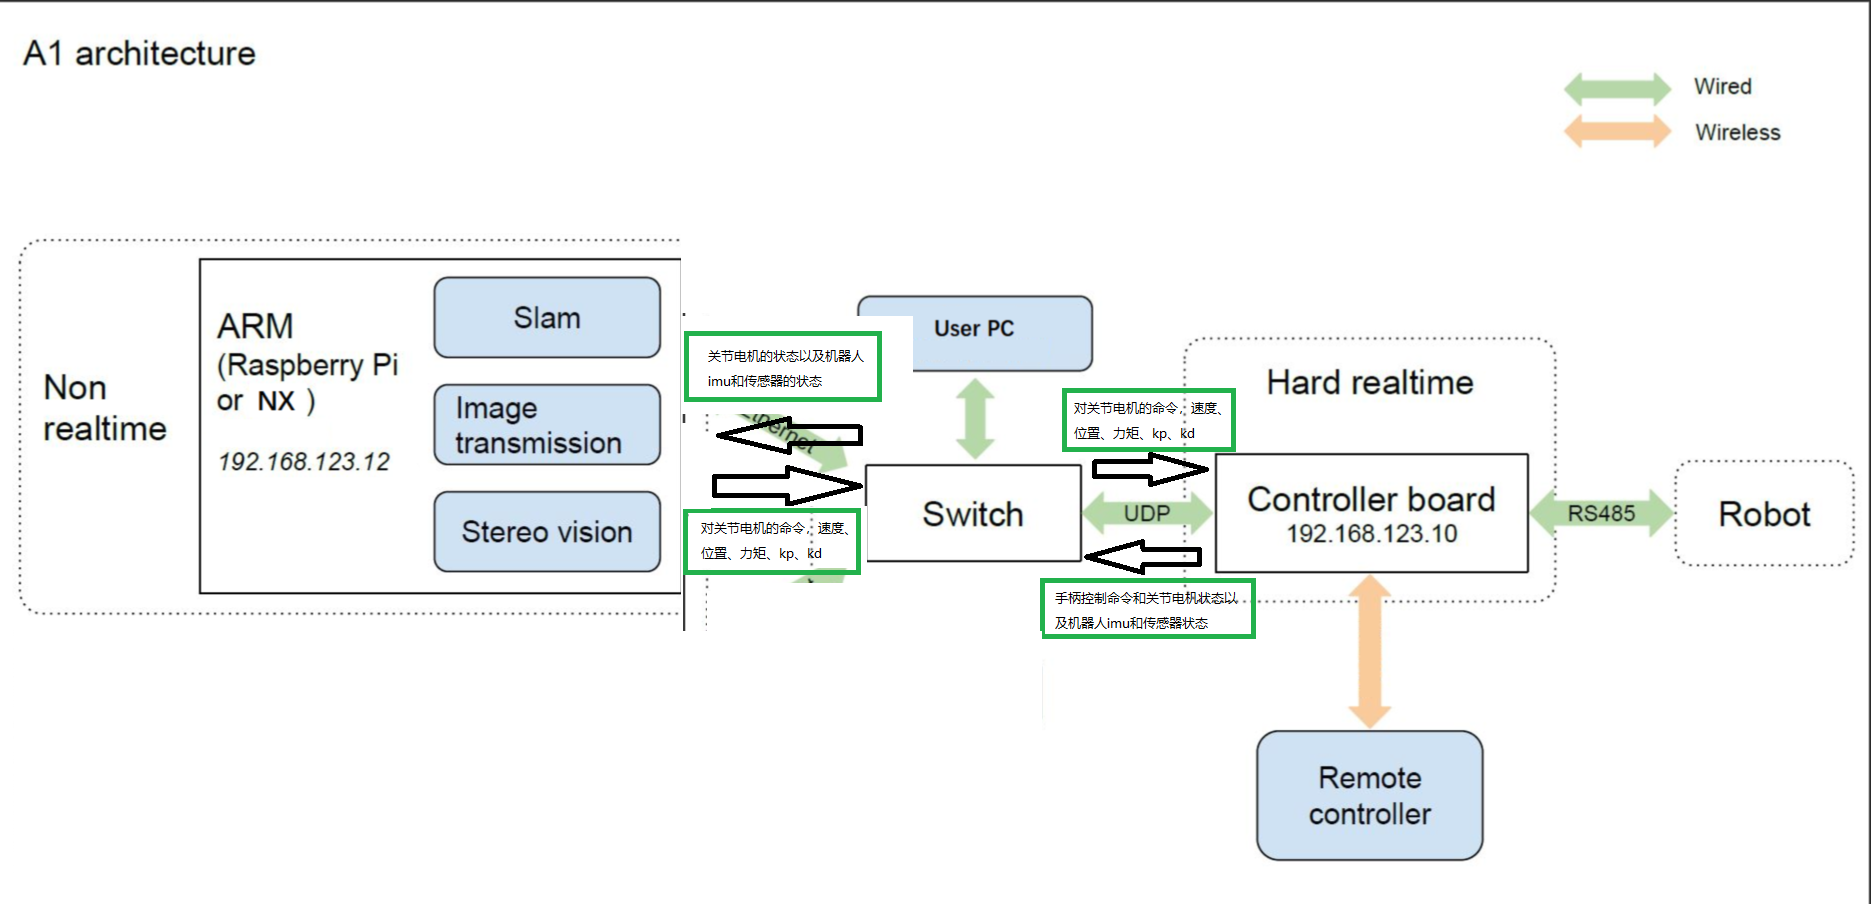 A1 architecture
Wired
Wireless
Non
realtime
ARM
(Raspberry Pi
or NX )
192.168.123.12
Slam
Image
transmission
Stereo vision
关节电机的状态以及机器人
imu和传感器的状态
Ethernet
对关节电机的命令，速度、
位置、力矩、kp、kd
User PC
Switch
对关节电机的命令，速度、
位置、力矩、kp、kd
UDP
手柄控制命令和关节电机状态以
及机器人imu和传感器状态
Hard realtime
Controller board
192.168.123.10
RS485
Robot
Remote
controller